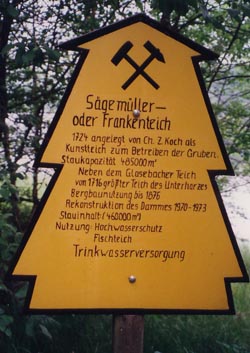 Sägemüller-
oder Frankenteich
1724 angelegt von Ch. Z. Koch als
Kunstteich zum Betreiben der Gruben.
Staukapazität 485000 m³
Neben dem Glasebacher Teich
von 1716 größter Teich des Unterharzes
Bergbaunutzung bis 1876
Rekonstruktion des Dammes 1970-1973
Stauinhalt (460000 m³)
Nutzung: Hochwasserschutz
Fischteich
Trinkwasserversorgung